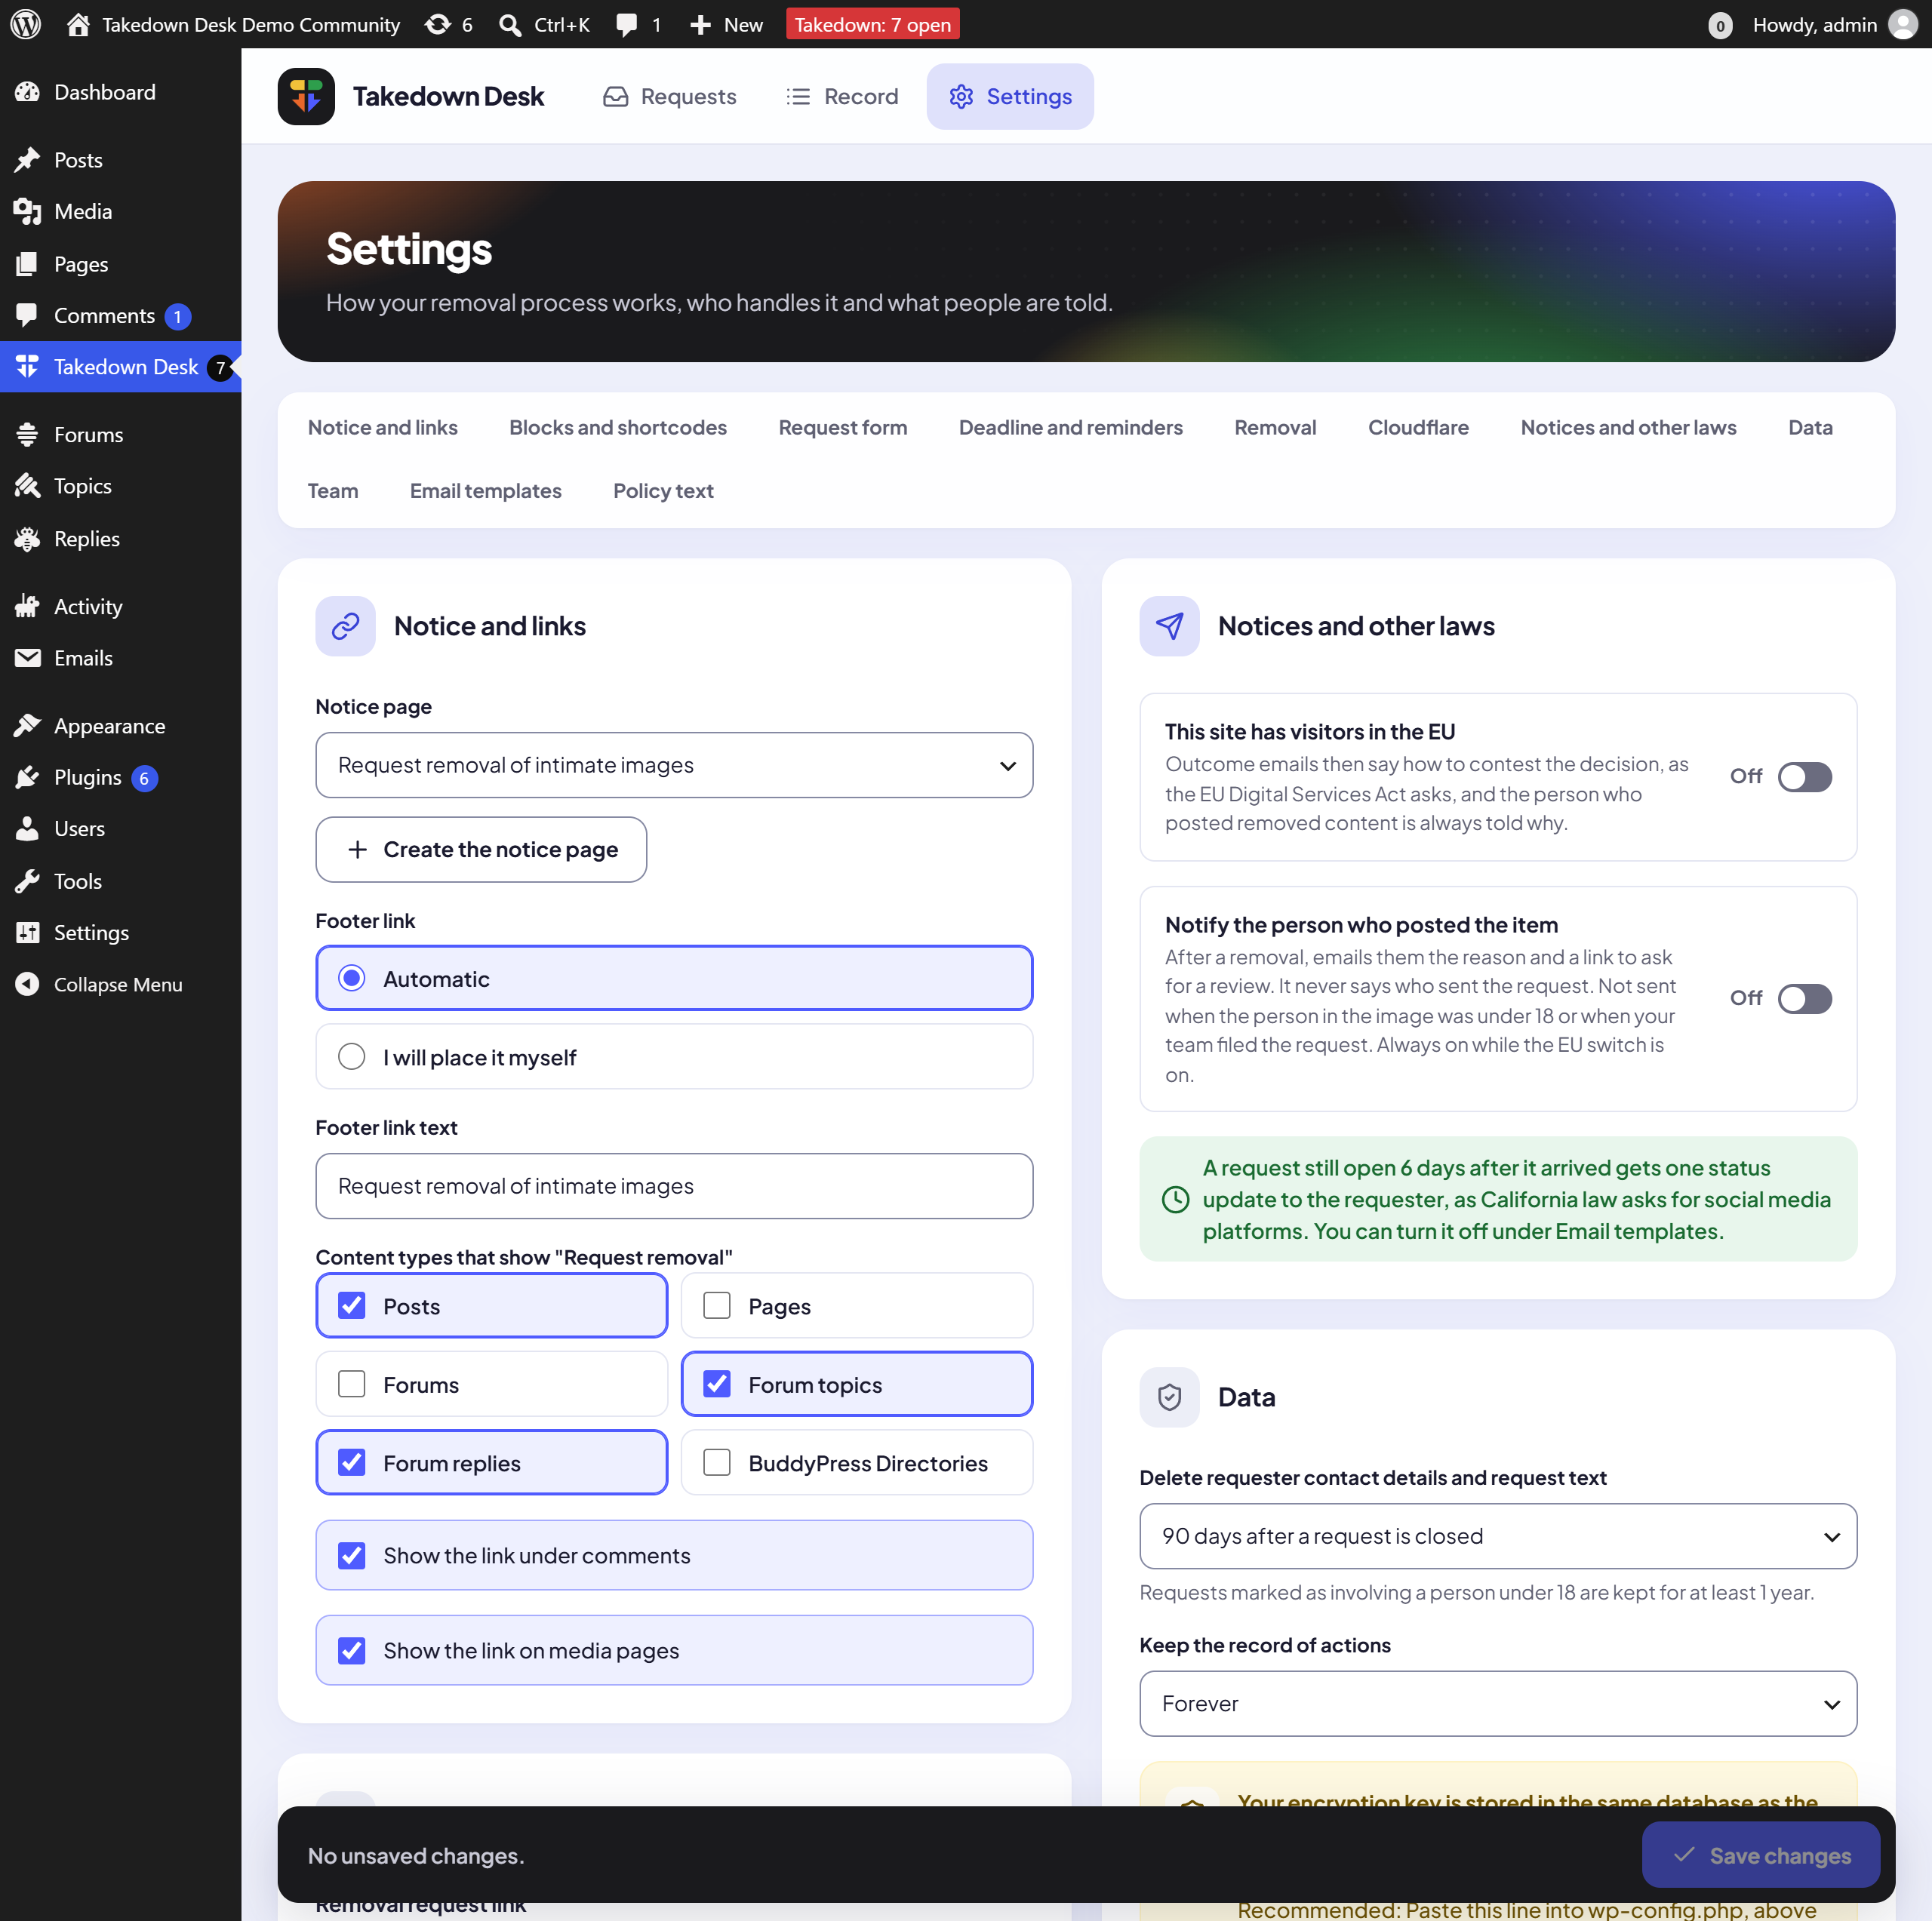 Takedown Desk Demo Community 6 Ctrl+K 1 New Takedown: 7 open 0 Howdy, admin
Dashboard
Posts
Media
Pages
Comments 1
Takedown Desk 7
Forums
Topics
Replies
Activity
Emails
Appearance
Plugins 6
Users
Tools
Settings
Collapse Menu
Takedown Desk Requests Record Settings
Settings
How your removal process works, who handles it and what people are told.
Notice and links Blocks and shortcodes Request form Deadline and reminders Removal Cloudflare Notices and other laws Data
Team Email templates Policy text
Notice and links
Notice page
Request removal of intimate images
Create the notice page
Footer link
Automatic
I will place it myself
Footer link text
Request removal of intimate images
Content types that show "Request removal"
Posts Pages
Forums Forum topics
Forum replies BuddyPress Directories
Show the link under comments
Show the link on media pages
Removal request link
Notices and other laws
This site has visitors in the EU
Outcome emails then say how to contest the decision, as
the EU Digital Services Act asks, and the person who
posted removed content is always told why.
Off
Notify the person who posted the item
After a removal, emails them the reason and a link to ask
for a review. It never says who sent the request. Not sent
when the person in the image was under 18 or when your
team filed the request. Always on while the EU switch is
on.
Off
A request still open 6 days after it arrived gets one status
update to the requester, as California law asks for social media
platforms. You can turn it off under Email templates.
Data
Delete requester contact details and request text
90 days after a request is closed
Requests marked as involving a person under 18 are kept for at least 1 year.
Keep the record of actions
Forever
Your encryption key is stored in the same database as the
Recommended: Paste this line into wp-config.php, above
No unsaved changes.
Save changes